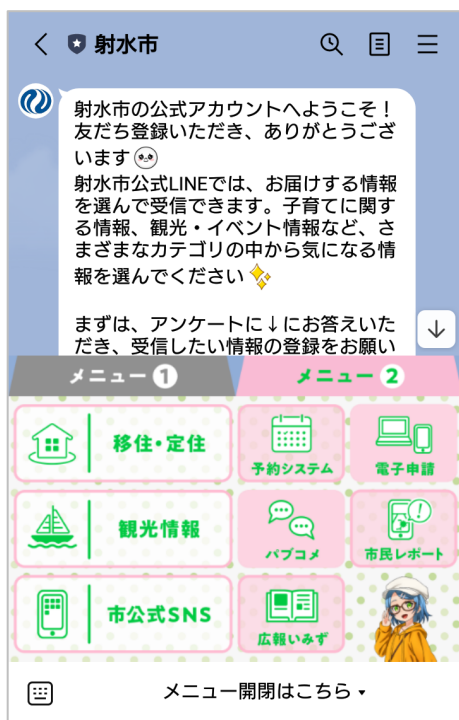 射水市
射水市の公式アカウントへようこそ！
友だち登録いただき、ありがとうござ
います
射水市公式LINEでは、お届けする情報
を選んで受信できます。子育てに関す
る情報、観光・イベント情報など、さ
まざまなカテゴリの中から気になる情
報を選んでください
まずは、アンケートに↓にお答えいた
だき、受信したい情報の登録をお願い
メニュー1
メニュー2
移住・定住
予約システム
電子申請
観光情報
パブコメ
市民レポート
市公式SNS
広報いみず
メニュー開閉はこちら